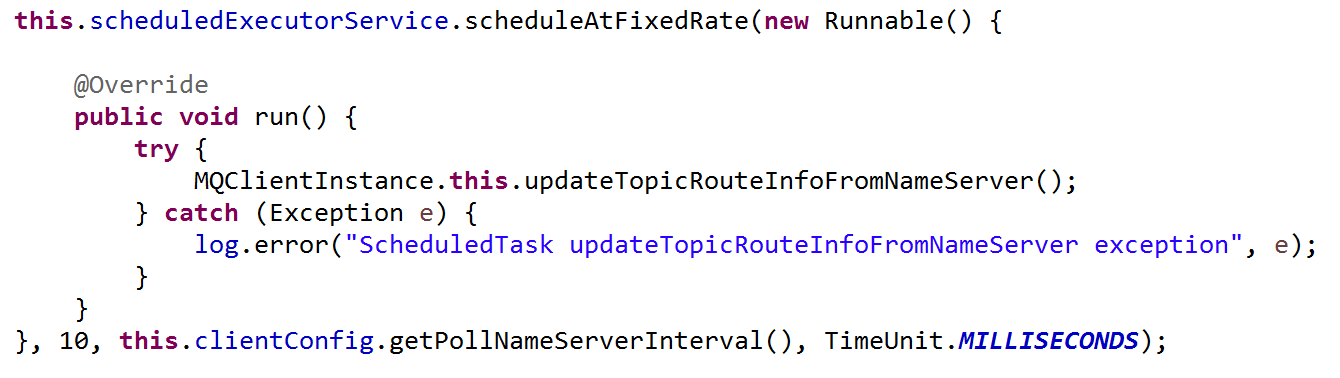 this.scheduledExecutorService.scheduleAtFixedRate(new Runnable() {
@Override
public void run() {
try {
MQClientInstance.this.updateTopicRouteInfoFromNameServer();
} catch (Exception e) {
log.error("ScheduledTask updateTopicRouteInfoFromNameServer exception", e);
}
}
}, 10, this.clientConfig.getPollNameServerInterval(), TimeUnit.MILLISECONDS);